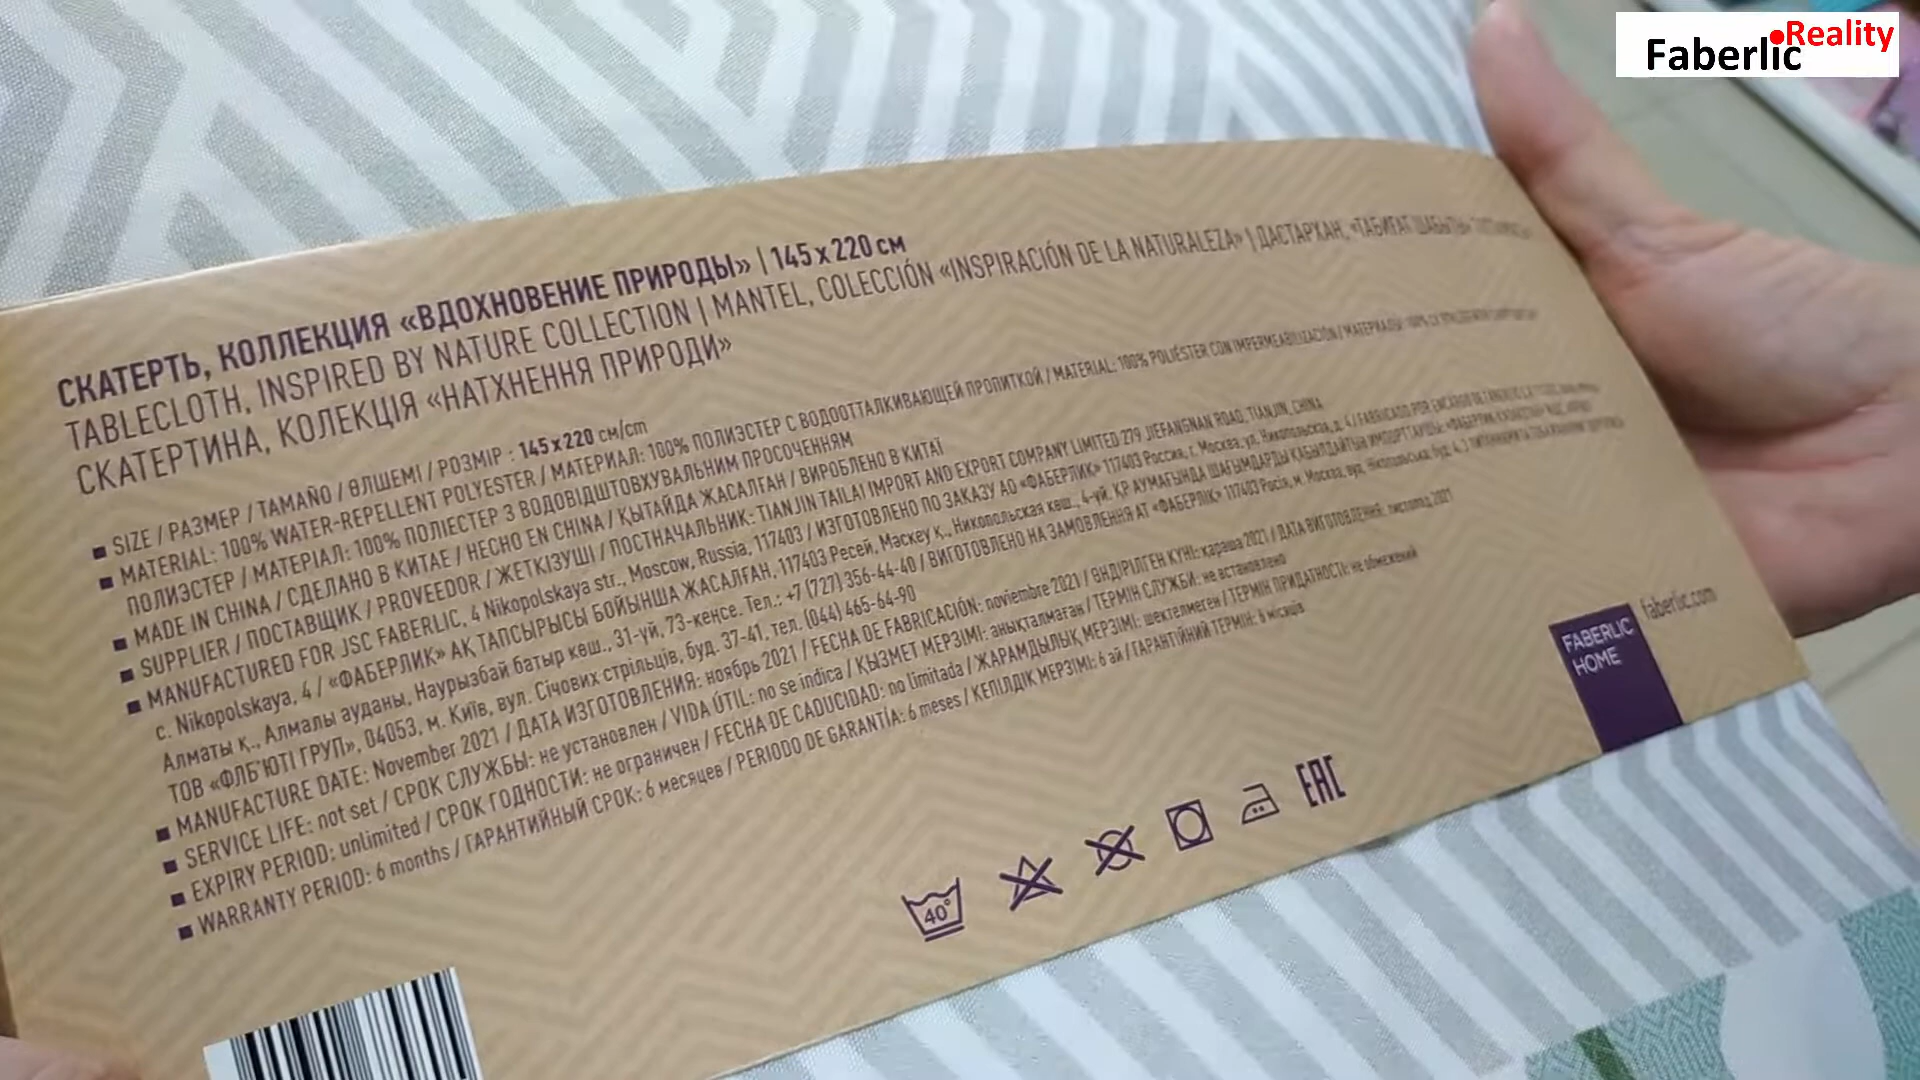 Faberlic Reality
СКАТЕРТЬ, КОЛЛЕКЦИЯ «ВДОХНОВЕНИЕ ПРИРОДЫ» | 145 x 220 см
TABLECLOTH, INSPIRED BY NATURE COLLECTION | MANTEL, COLECCIÓN «INSPIRACIÓN DE LA NATURALEZA» | ДАСТАРХАН, «ТАБИҒАТ ШАБЫТЫ»
СКАТЕРТИНА, КОЛЕКЦІЯ «НАТХНЕННЯ ПРИРОДИ»
■ SIZE / РАЗМЕР / TAMAÑO / ӨЛШЕМІ / РОЗМІР : 145 x 220 см/cm
■ MATERIAL: 100% WATER-REPELLENT POLYESTER / МАТЕРИАЛ: 100% ПОЛИЭСТЕР С ВОДООТТАЛКИВАЮЩЕЙ ПРОПИТКОЙ / MATERIAL: 100% POLIÉSTER CON IMPERMEABILIZACIÓN / МАТЕРИАЛЫ: 100%
ПОЛИЭСТЕР / МАТЕРІАЛ: 100% ПОЛІЕСТЕР З ВОДОВІДШТОВХУВАЛЬНИМ ПРОСОЧЕННЯМ
■ MADE IN CHINA / СДЕЛАНО В КИТАЕ / HECHO EN CHINA / ҚЫТАЙДА ЖАСАЛҒАН / ВИРОБЛЕНО В КИТАЇ
■ SUPPLIER / ПОСТАВЩИК / PROVEEDOR / ЖЕТКІЗУШІ / ПОСТНАЧАЛЬНИК: TIANJIN TAILAI IMPORT AND EXPORT COMPANY LIMITED 279 JIEFANGNAN ROAD, TIANJIN, CHINA
■ MANUFACTURED FOR JSC FABERLIC, 4 Nikopolskaya str., Moscow, Russia, 117403 / ИЗГОТОВЛЕНО ПО ЗАКАЗУ АО «ФАБЕРЛИК» 117403 Россия, г. Москва, ул. Никопольская, д. 4 / FABRICADO POR ENCARGO DE
c. Nikopolskaya, 4 / «ФАБЕРЛИК» АҚ ТАПСЫРЫСЫ БОЙЫНША ЖАСАЛҒАН, 117403 Ресей, Мәскеу қ., Никопольская көш., 4-үй. ҚР АУМАҒЫНДА ШАҒЫМДАРДЫ ҚАБЫЛДАЙТЫН ИМПОРТТАУШЫ:
Алматы қ., Алмалы ауданы, Наурызбай батыр көш., 31-үй, 73-кеңсе. Тел.: +7 (727) 356-44-40 / ВИГОТОВЛЕНО НА ЗАМОВЛЕННЯ АТ «ФАБЕРЛІК» 117403 Росія, м. Москва, вул. Нікопольська, буд. 4.
ТОВ «ФЛБ'ЮТІ ГРУП», 04053, м. Київ, вул. Січових стрільців, буд. 37-41, тел. (044) 465-64-90
■ MANUFACTURE DATE: November 2021 / ДАТА ИЗГОТОВЛЕНИЯ: ноябрь 2021 / FECHA DE FABRICACIÓN: noviembre 2021 / ӨНДІРІЛГЕН КҮНІ: қараша 2021 / ДАТА ВИГОТОВЛЕННЯ: листопад 2021
■ SERVICE LIFE: not set / СРОК СЛУЖБЫ: не установлен / VIDA ÚTIL: no se indica / ҚЫЗМЕТ МЕРЗІМІ: анықталмаған / ТЕРМІН СЛУЖБИ: не встановлено
■ EXPIRY PERIOD: unlimited / СРОК ГОДНОСТИ: не ограничен / FECHA DE CADUCIDAD: no limitada / ЖАРАМДЫЛЫҚ МЕРЗІМІ: шектелмеген / ТЕРМІН ПРИДАТНОСТІ: не обмежений
■ WARRANTY PERIOD: 6 months / ГАРАНТИЙНЫЙ СРОК: 6 месяцев / PERIODO DE GARANTÍA: 6 meses / КЕПІЛДІК МЕРЗІМІ: 6 ай / ГАРАНТІЙНИЙ ТЕРМІН: 6 місяців
40°
EAC
FABERLIC
HOME
faberlic.com